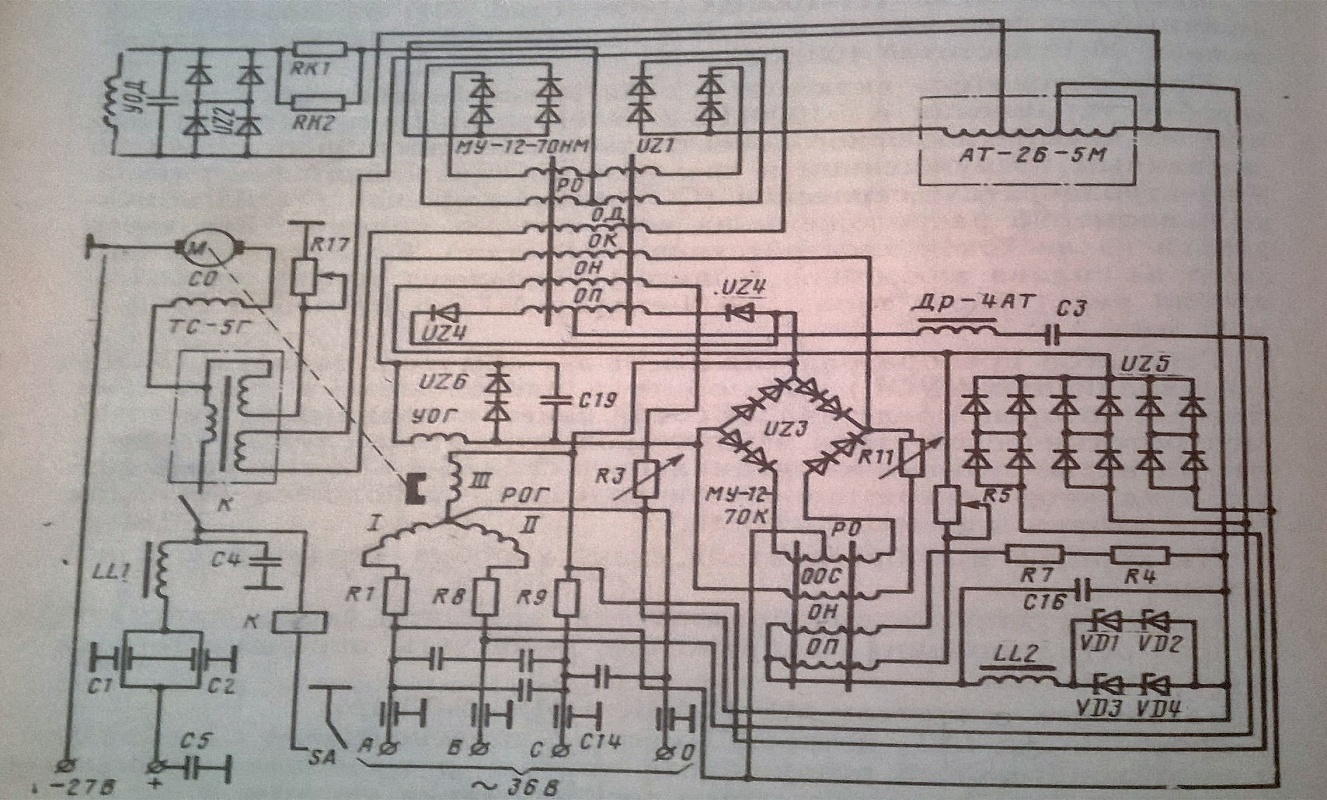 УОД
UZ2
RK1
RK2
МУ-12-70НМ
UZ1
АТ-2Б-5М
РО
ОД
ОК
ОН
ОП
М
СО
R17
ТС-5Г
UZ4
.UZ4
Др-4АТ
С3
UZ6
С19
УОГ
UZ3
UZ5
III
РОГ
R3
R11
R5
МУ-12-
70К
К
I
II
РО
ООС
R7
R4
LL1
С4
R1
R8
R9
С16
К
ОН
ОП
VD1 VD2
LL2
С1
С2
VD3 VD4
С5
SA
А
В
С
С14
О
-27В
+
~ 36В